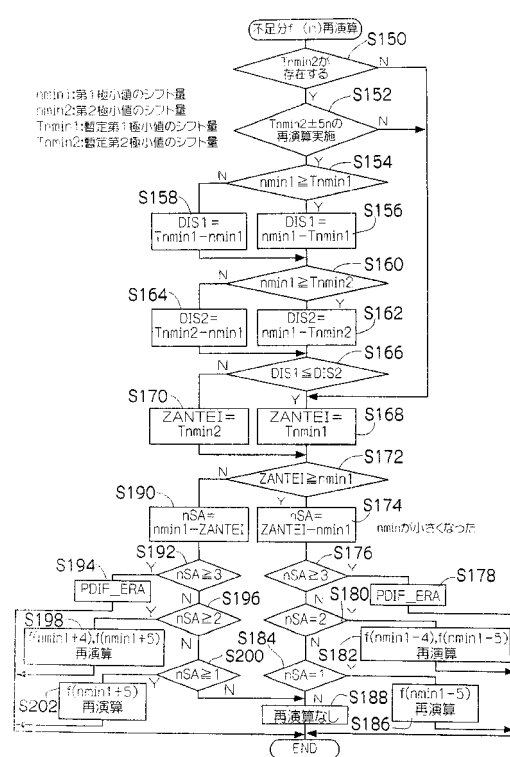 不足分f (n)再演算
S150
Tnmin2が
存在する
N
Y
nmin1:第1極小値のシフト量
nmin2:第2極小値のシフト量
Tnmin1:暫定第1極小値のシフト量
Tnmin2:暫定第2極小値のシフト量
S152
Tnmin2±5nの
再演算実施
N
Y
S154
nmin1≧Tnmin1
N
Y
S158
DIS1=
Tnmin1-nmin1
S156
DIS1=
nmin1-Tnmin1
S160
nmin1≧Tnmin2
N
Y
S164
DIS2=
Tnmin2-nmin1
S162
DIS2=
nmin1-Tnmin2
S166
DIS1≦DIS2
N
Y
S170
ZANTEI=
Tnmin2
S168
ZANTEI=
Tnmin1
S172
ZANTEI≧nmin1
N
Y
S190
nSA=
nmin1-ZANTEI
S174
nSA=
ZANTEI-nmin1
nminが小さくなった
S192
nSA≧3
Y
N
S194
PDIF_ERA
S176
nSA≧3
Y
N
S178
PDIF_ERA
S196
nSA≧2
Y
N
S198
f(nmin1+4),f(nmin1+5)
再演算
S180
nSA=2
Y
N
S182
f(nmin1-4),f(nmin1-5)
再演算
S200
nSA≧1
Y
N
S202
f(nmin1+5)
再演算
S184
nSA=1
Y
N
S186
f(nmin1-5)
再演算
S188
再演算なし
END